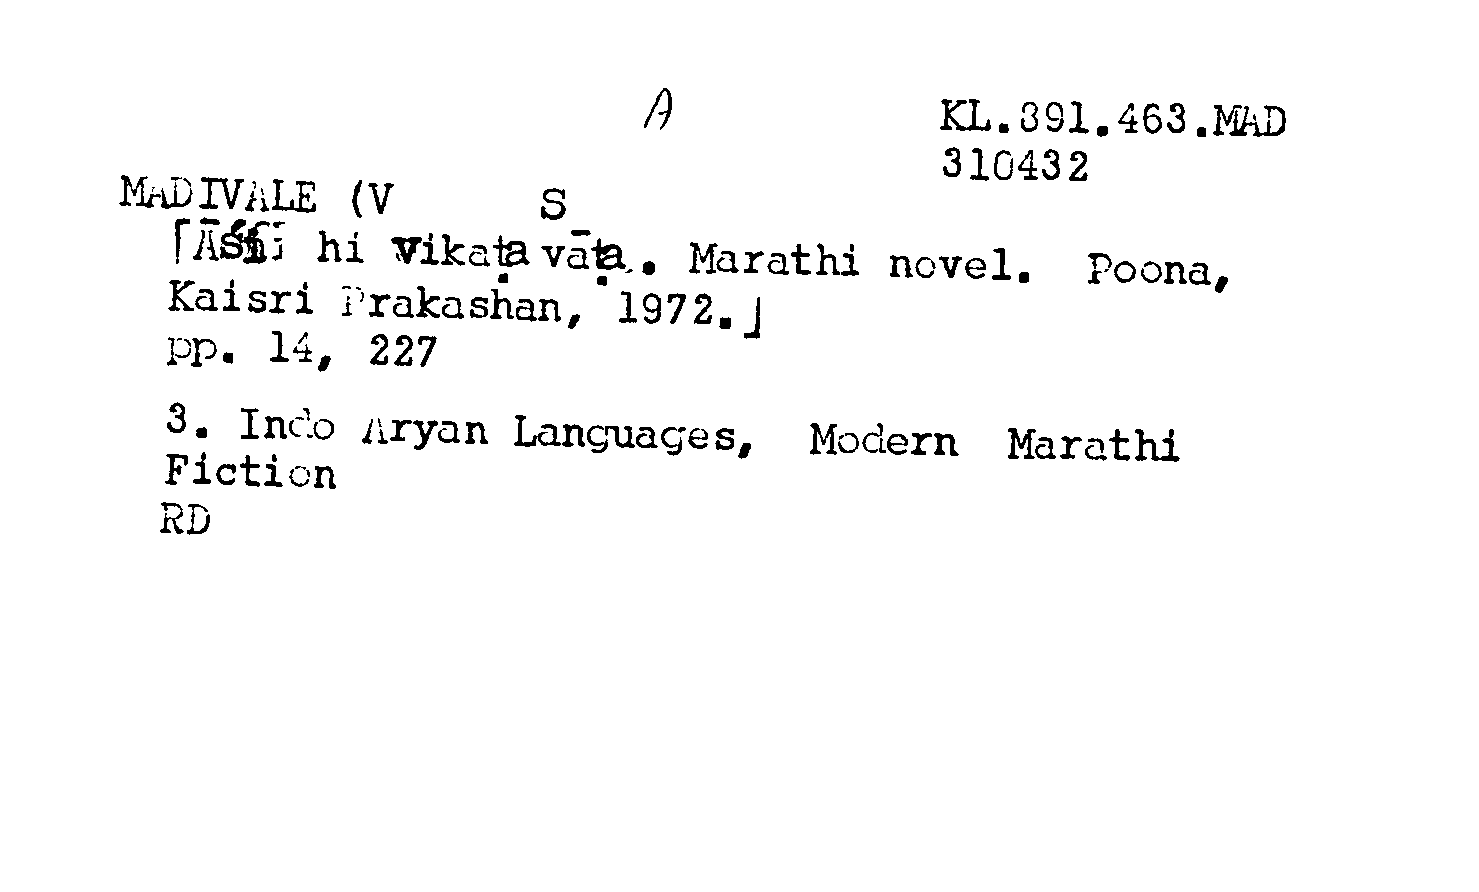 A
KL.891.463.MAD
310432
MADIVALE (V S
⌈Āśī hi vikaṭa vāṭa. Marathi novel. Poona,
Kaisri Prakashan, 1972.⌋
pp. 14, 227
3. Indo Aryan Languages, Modern Marathi
Fiction
RD